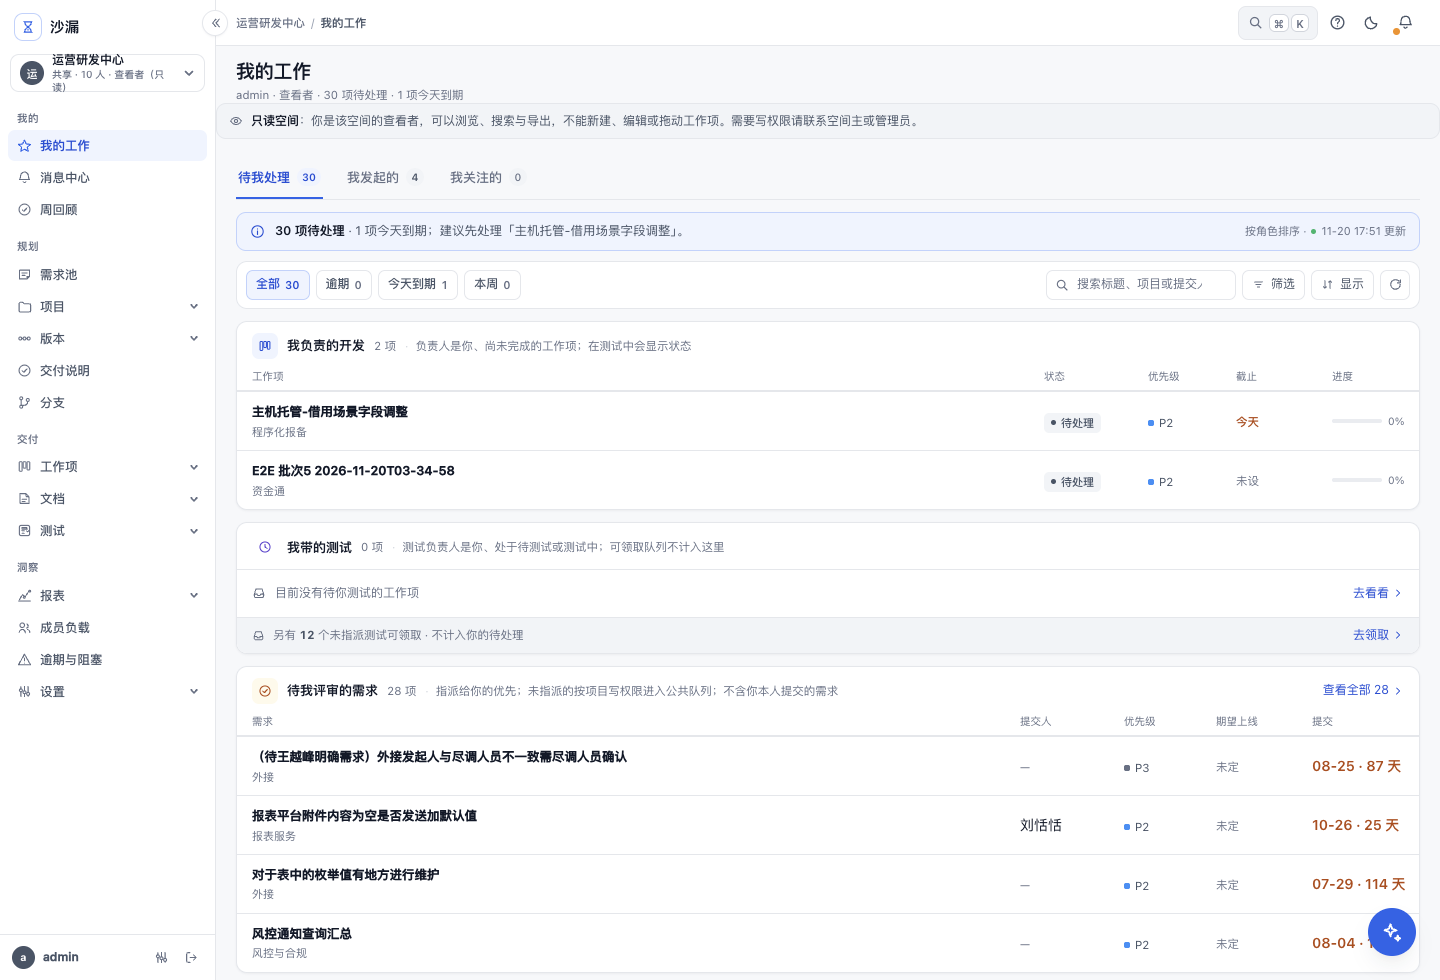 沙漏
运营研发中心 / 我的工作
⌘ K
运
运营研发中心
共享 · 10 人 · 查看者（只读）
我的
我的工作
消息中心
周回顾
规划
需求池
项目
版本
交付说明
分支
交付
工作项
文档
测试
洞察
报表
成员负载
逾期与阻塞
设置
a admin
我的工作
admin · 查看者 · 30 项待处理 · 1 项今天到期
只读空间：你是该空间的查看者，可以浏览、搜索与导出，不能新建、编辑或拖动工作项。需要写权限请联系空间主或管理员。
待我处理 30 我发起的 4 我关注的 0
30 项待处理 · 1 项今天到期；建议先处理「主机托管-借用场景字段调整」。 按角色排序 · 11-20 17:51 更新
全部 30 逾期 0 今天到期 1 本周 0 搜索标题、项目或提交 筛选 显示
我负责的开发 2 项 · 负责人是你、尚未完成的工作项；在测试中会显示状态
工作项 状态 优先级 截止 进度
主机托管-借用场景字段调整
程序化报备
待处理 P2 今天 0%
E2E 批次5 2026-11-20T03-34-58
资金通
待处理 P2 未设 0%
我带的测试 0 项 · 测试负责人是你、处于待测试或测试中；可领取队列不计入这里
目前没有待你测试的工作项 去看看
另有 12 个未指派测试可领取 · 不计入你的待处理 去领取
待我评审的需求 28 项 · 指派给你的优先；未指派的按项目写权限进入公共队列；不含你本人提交的需求 查看全部 28
需求 提交人 优先级 期望上线 提交
（待王越峰明确需求）外接发起人与尽调人员不一致需尽调人员确认
外接
— P3 未定 08-25 · 87 天
报表平台附件内容为空是否发送加默认值
报表服务
刘恬恬 P2 未定 10-26 · 25 天
对于表中的枚举值有地方进行维护
外接
— P2 未定 07-29 · 114 天
风控通知查询汇总
风控与合规
— P2 未定 08-04 ·